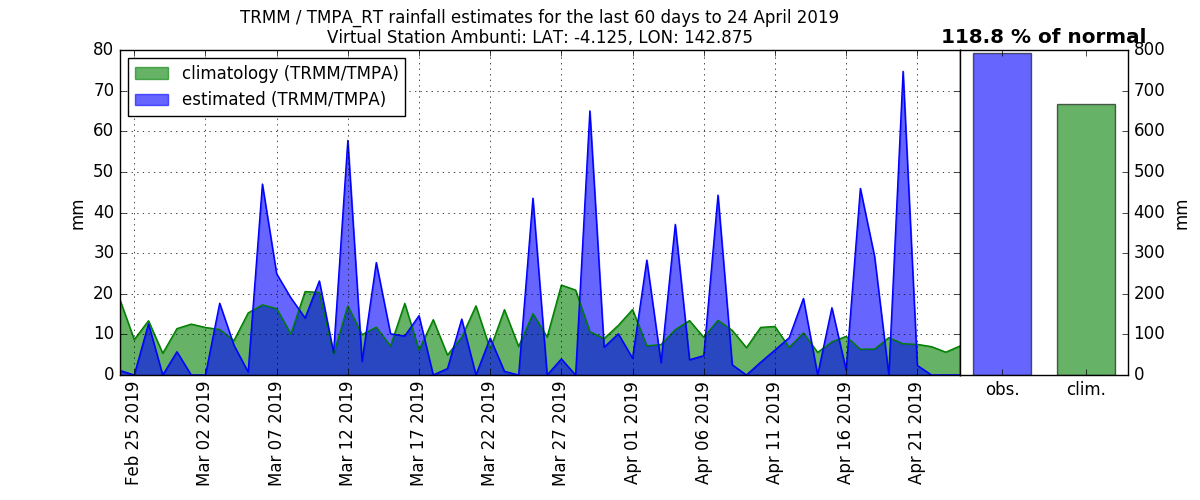 TRMM / TMPA_RT rainfall estimates for the last 60 days to 24 April 2019
Virtual Station Ambunti: LAT: -4.125, LON: 142.875
118.8 % of normal
climatology (TRMM/TMPA)
estimated (TRMM/TMPA)
80
70
60
50
40
30
20
10
0
mm
Feb 25 2019
Mar 02 2019
Mar 07 2019
Mar 12 2019
Mar 17 2019
Mar 22 2019
Mar 27 2019
Apr 01 2019
Apr 06 2019
Apr 11 2019
Apr 16 2019
Apr 21 2019
obs.
clim.
800
700
600
500
400
300
200
100
0
mm